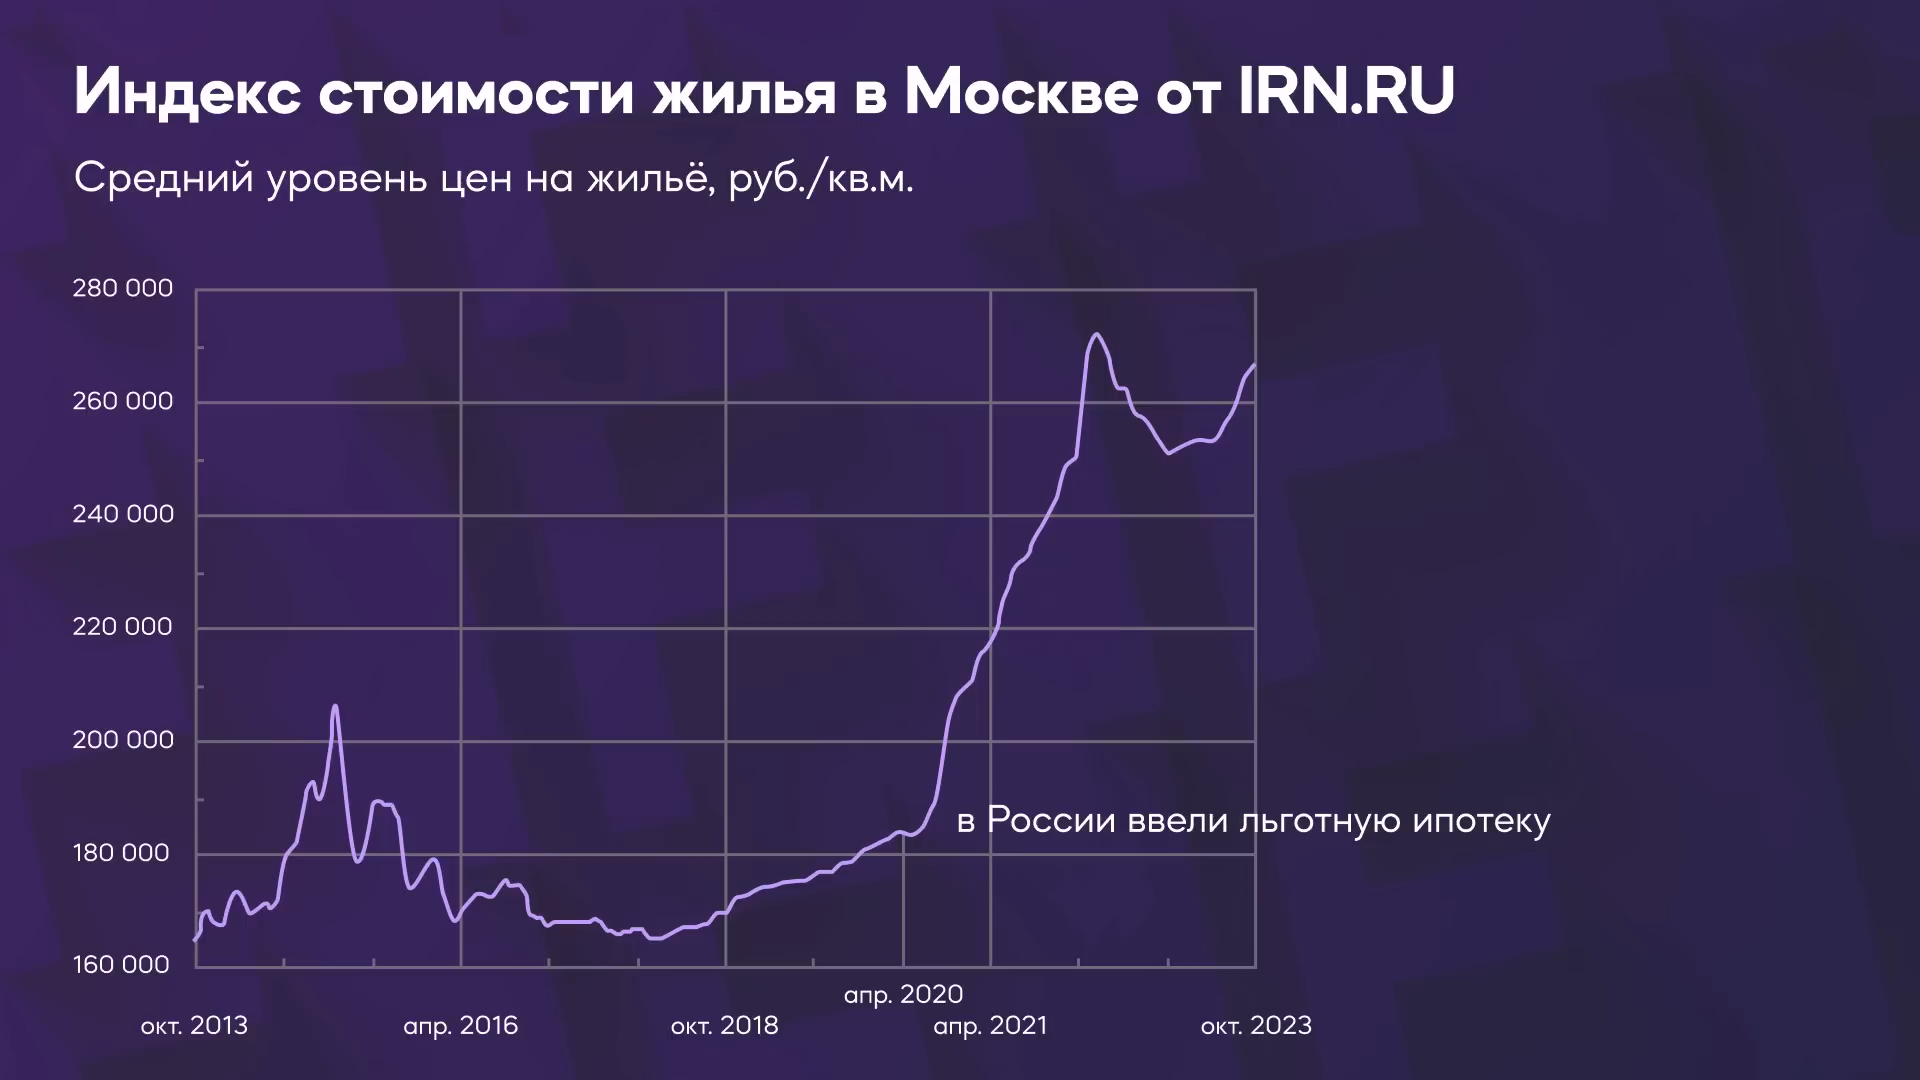 Индекс стоимости жилья в Москве от IRN.RU
Средний уровень цен на жильё, руб./кв.м.
280 000
260 000
240 000
220 000
200 000
в России ввели льготную ипотеку
180 000
160 000
апр. 2020
окт. 2013 апр. 2016 окт. 2018 апр. 2021 окт. 2023